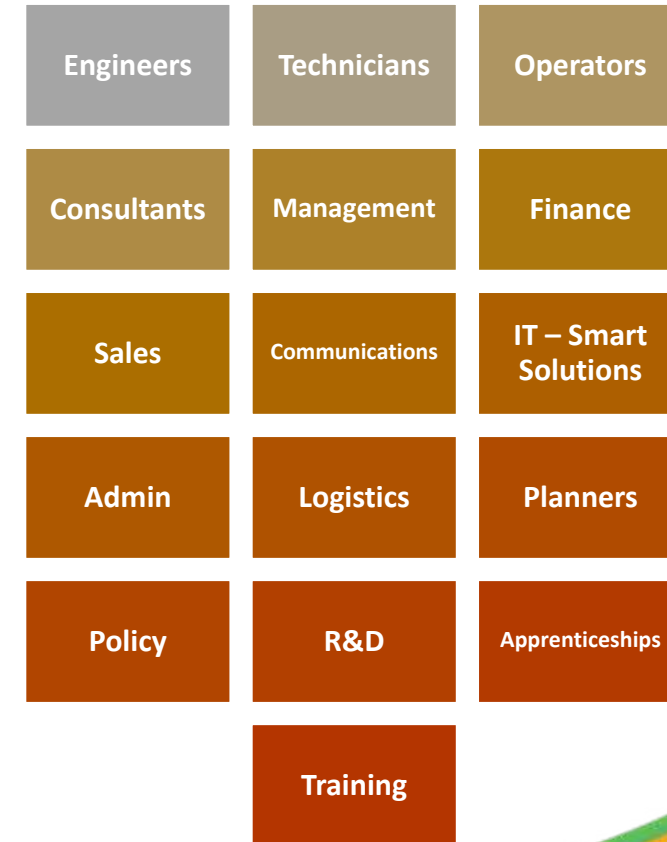 Engineers
Technicians
Operators
Consultants
Management
Finance
Sales
Communications
IT – Smart
Solutions
Admin
Logistics
Planners
Policy
R&D
Apprenticeships
Training